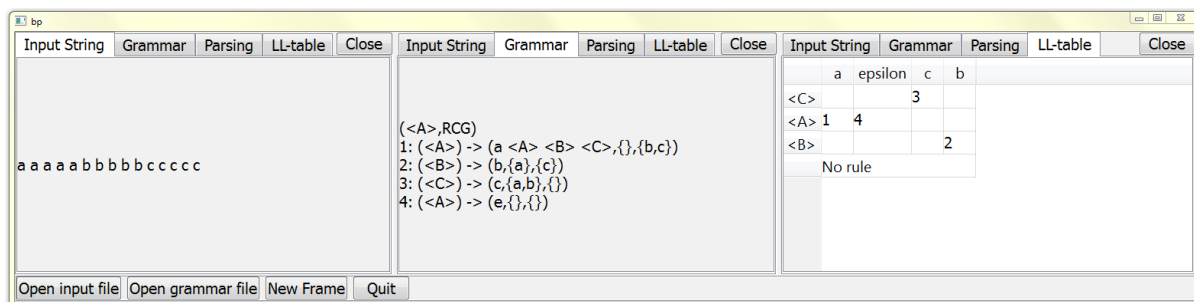 bp
Input String Grammar Parsing LL-table Close
a a a a a b b b b b c c c c c
Input String Grammar Parsing LL-table Close
(<A>,RCG)
1: (<A>) -> (a <A> <B> <C>,{},{b,c})
2: (<B>) -> (b,{a},{c})
3: (<C>) -> (c,{a,b},{})
4: (<A>) -> (e,{},{})
Input String Grammar Parsing LL-table Close
a epsilon c b
<C> 3
<A> 1 4
<B> 2
No rule
Open input file Open grammar file New Frame Quit